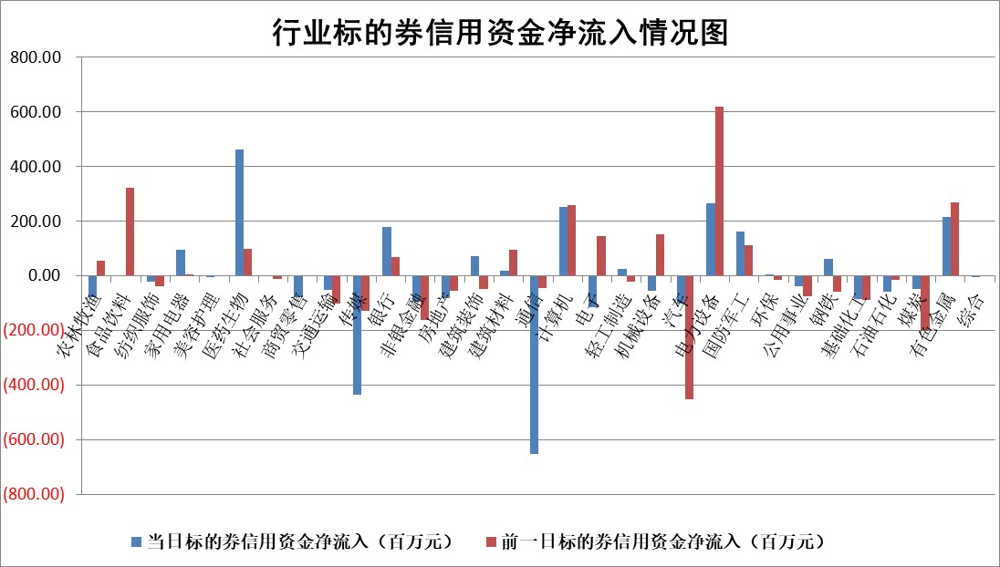 行业标的券信用资金净流入情况图
800.00
600.00
400.00
200.00
0.00
(200.00)
(400.00)
(600.00)
(800.00)
农林牧渔
食品饮料
纺织服饰
家用电器
美容护理
医药生物
社会服务
商贸零售
交通运输
传媒
银行
非银金融
房地产
建筑装饰
建筑材料
通信
计算机
电子
轻工制造
机械设备
汽车
电力设备
国防军工
环保
公用事业
钢铁
基础化工
石油石化
煤炭
有色金属
综合
当日标的券信用资金净流入（百万元）
前一日标的券信用资金净流入（百万元）